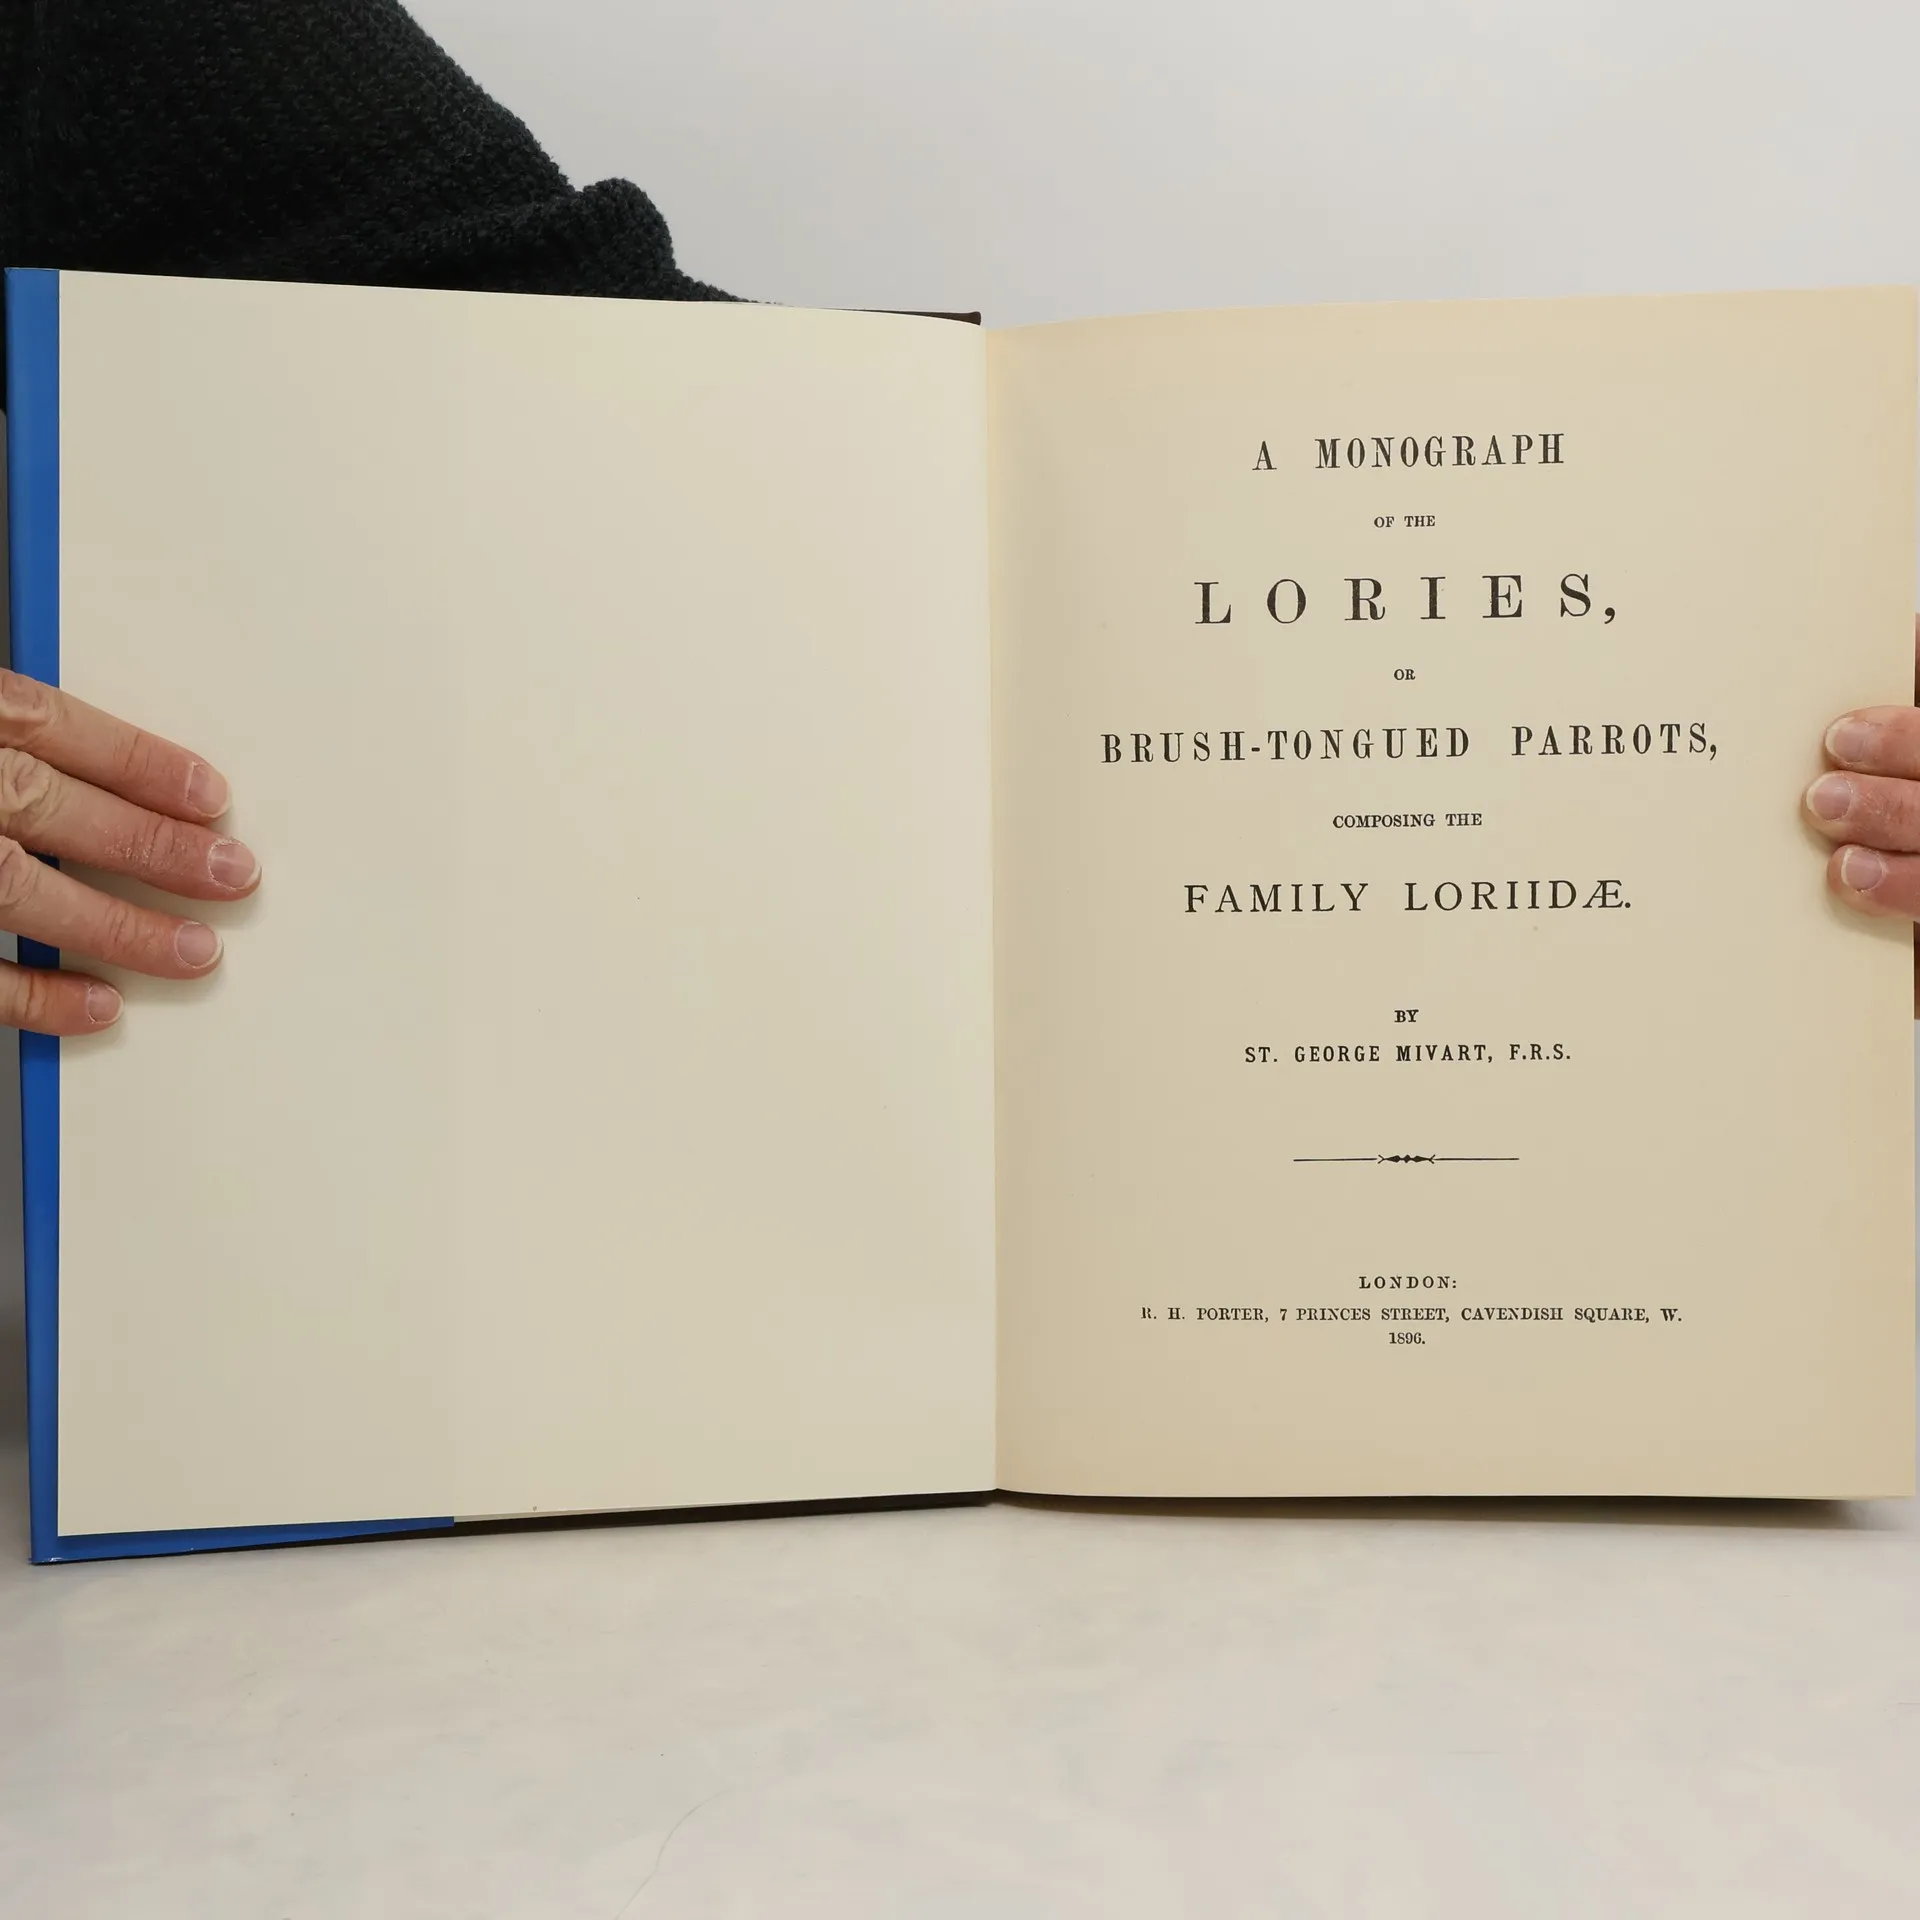 A MONOGRAPH
OF THE
LORIES,
OR
BRUSH-TONGUED PARROTS,
COMPOSING THE
FAMILY LORIIDÆ.
BY
ST. GEORGE MIVART, F.R.S.
LONDON:
R. H. PORTER, 7 PRINCES STREET, CAVENDISH SQUARE, W.
1896.